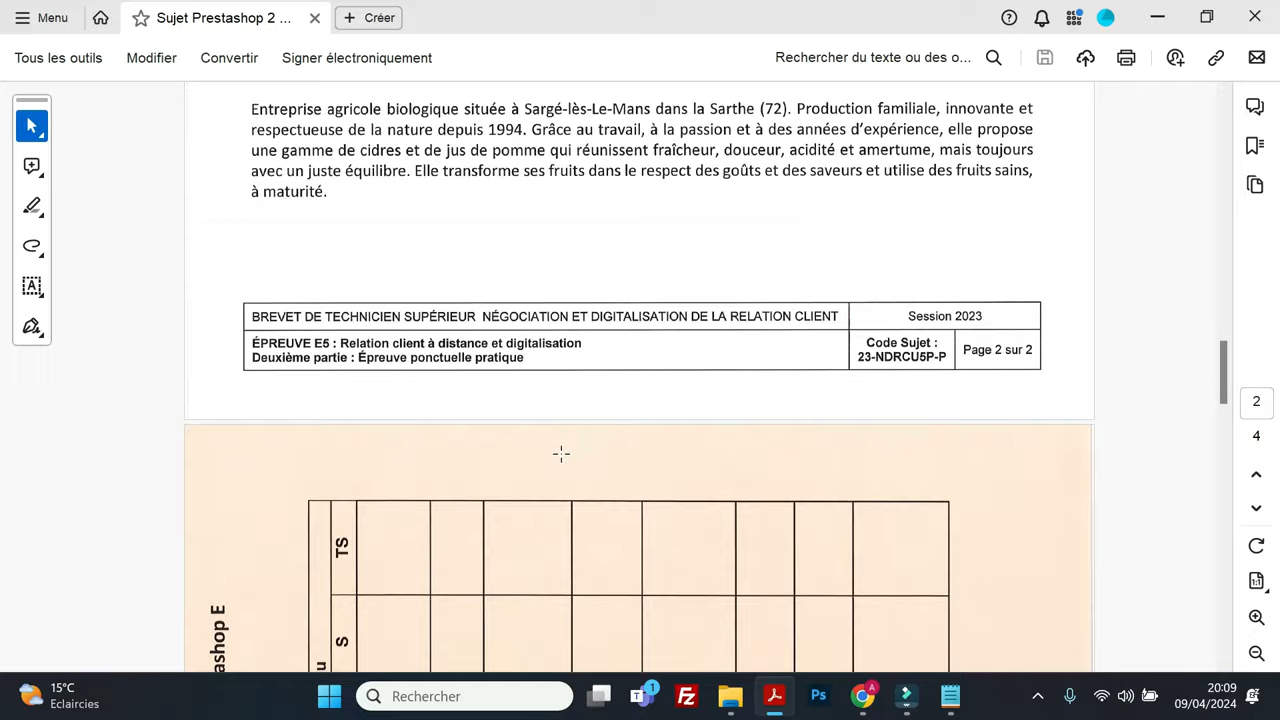 Menu
Sujet Prestashop 2 ...
Créer
Tous les outils
Modifier
Convertir
Signer électroniquement
Rechercher du texte ou des o...
Entreprise agricole biologique située à Sargé-lès-Le-Mans dans la Sarthe (72). Production familiale, innovante et
respectueuse de la nature depuis 1994. Grâce au travail, à la passion et à des années d'expérience, elle propose
une gamme de cidres et de jus de pomme qui réunissent fraîcheur, douceur, acidité et amertume, mais toujours
avec un juste équilibre. Elle transforme ses fruits dans le respect des goûts et des saveurs et utilise des fruits sains,
à maturité.
BREVET DE TECHNICIEN SUPÉRIEUR NÉGOCIATION ET DIGITALISATION DE LA RELATION CLIENT
Session 2023
ÉPREUVE E5 : Relation client à distance et digitalisation
Deuxième partie : Épreuve ponctuelle pratique
Code Sujet :
23-NDRCU5P-P
Page 2 sur 2
2
4
1:1
TS
S
u
shop E
15°C
Eclaircies
Rechercher
1
Ps
A
20:09
09/04/2024